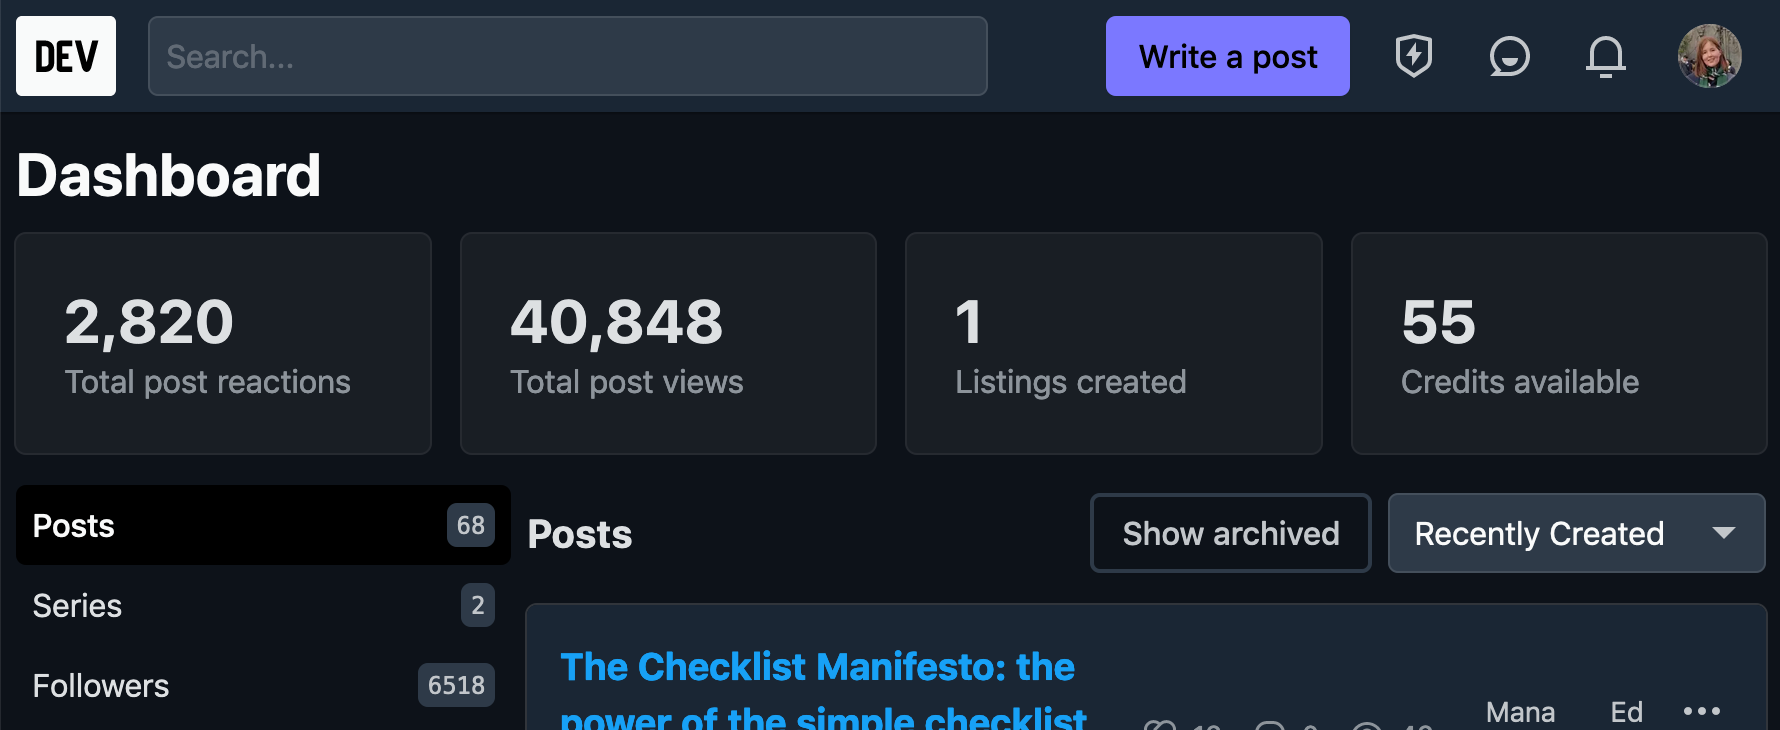 DEV
Search...
Write a post
Dashboard
2,820
Total post reactions
40,848
Total post views
1
Listings created
55
Credits available
Posts 68
Series 2
Followers 6518
Posts
Show archived
Recently Created
The Checklist Manifesto: the
power of the simple checklist
Mana
Ed